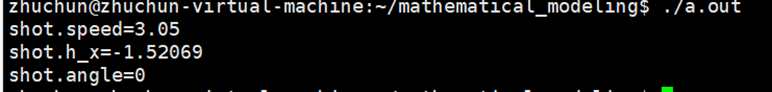 zhuchun@zhuchun-virtual-machine:~/mathematical_modeling$ ./a.out
shot.speed=3.05
shot.h_x=-1.52069
shot.angle=0